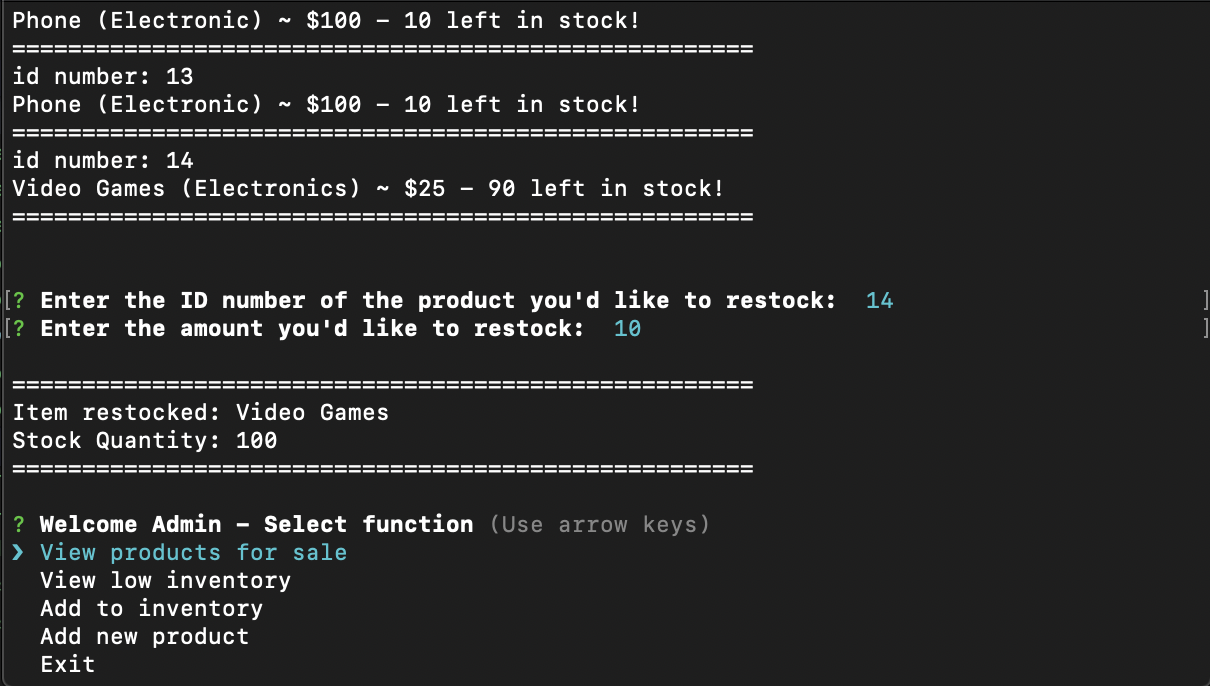 Phone (Electronic) ~ $100 - 10 left in stock!
=====================================================
id number: 13
Phone (Electronic) ~ $100 - 10 left in stock!
=====================================================
id number: 14
Video Games (Electronics) ~ $25 - 90 left in stock!
=====================================================
[? Enter the ID number of the product you'd like to restock:  14 ]
[? Enter the amount you'd like to restock:  10 ]
=====================================================
Item restocked: Video Games
Stock Quantity: 100
=====================================================
? Welcome Admin - Select function (Use arrow keys)
❯ View products for sale
View low inventory
Add to inventory
Add new product
Exit